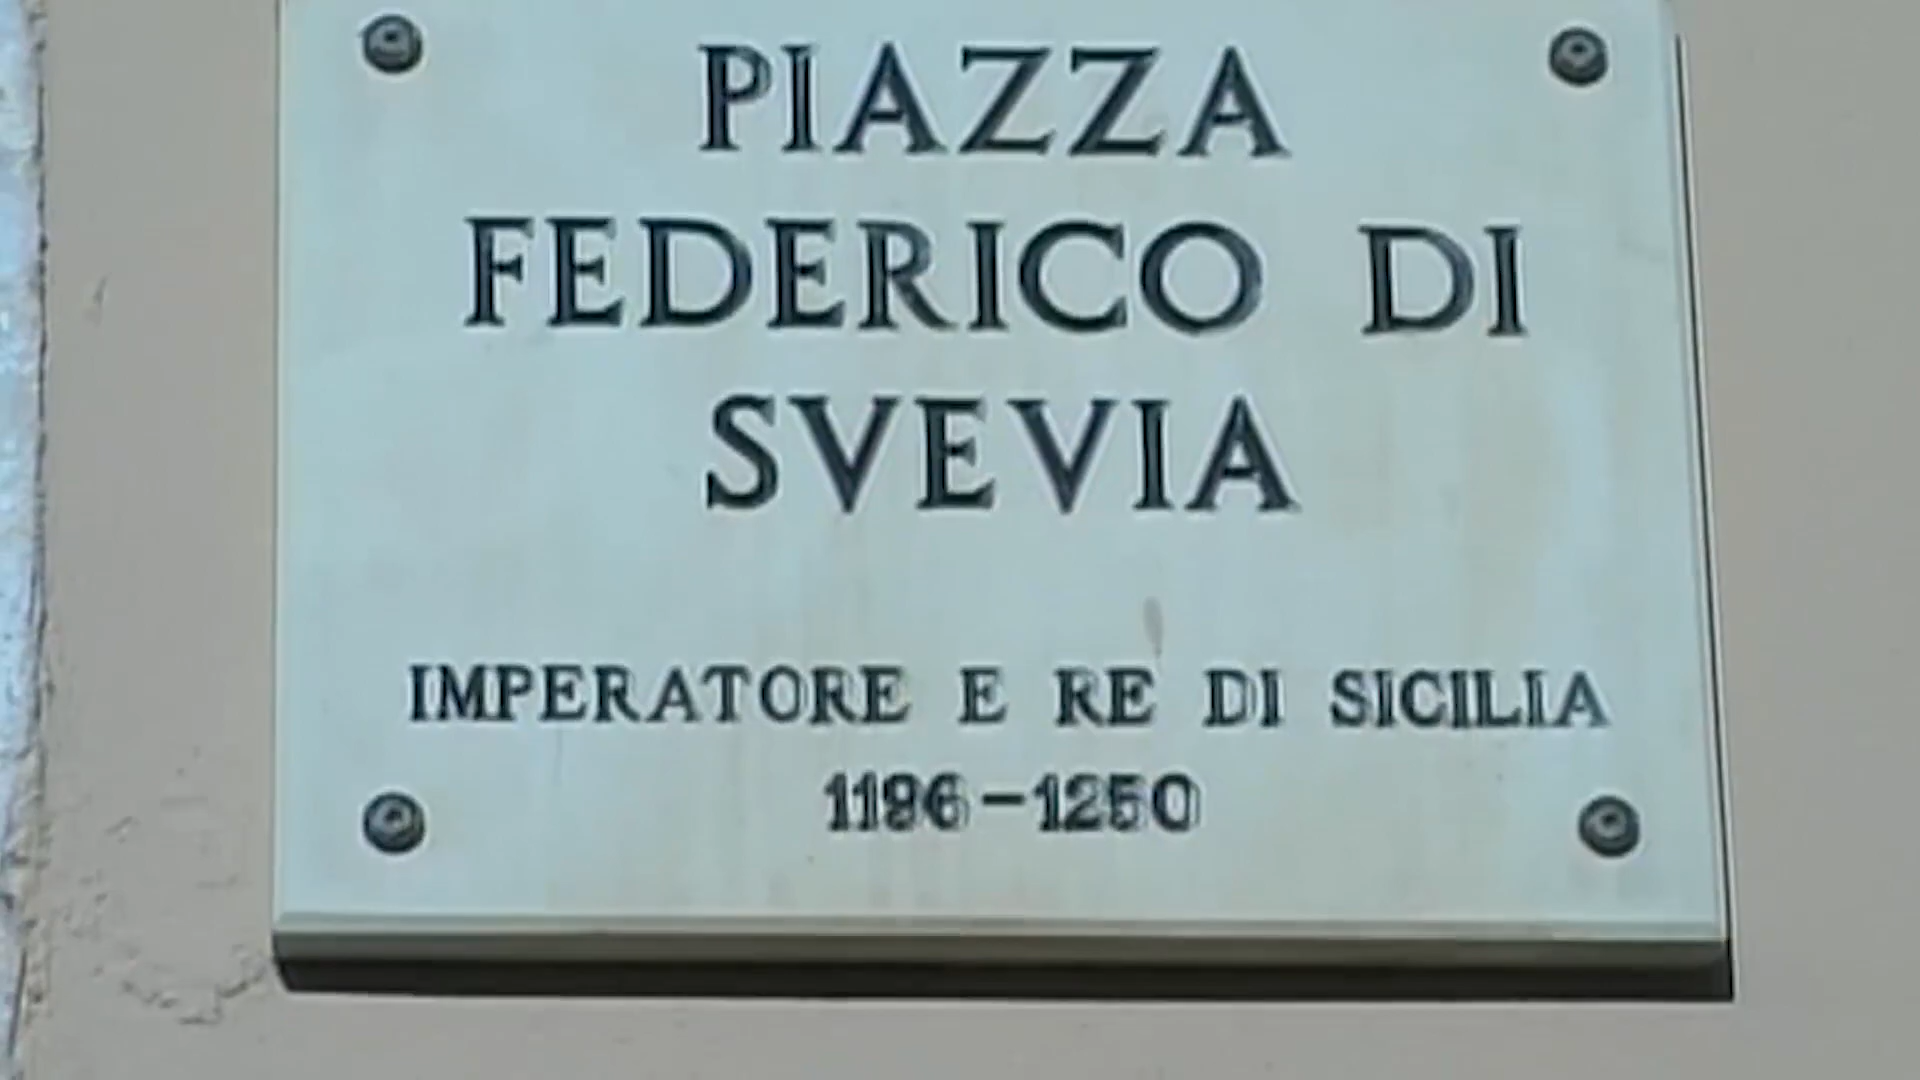 PIAZZA
FEDERICO DI
SVEVIA
IMPERATORE E RE DI SICILIA
1196-1250